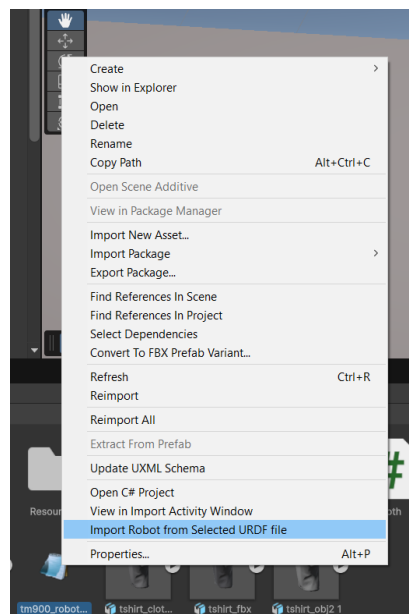 Create
Show in Explorer
Open
Delete
Rename
Copy Path Alt+Ctrl+C
Open Scene Additive
View in Package Manager
Import New Asset...
Import Package
Export Package...
Find References In Scene
Find References In Project
Select Dependencies
Convert To FBX Prefab Variant...
Refresh Ctrl+R
Reimport
Reimport All
Extract From Prefab
Update UXML Schema
Open C# Project
View in Import Activity Window
Import Robot from Selected URDF file
Properties... Alt+P
#
Resour
oth
tm900_robot... tshirt_clot... tshirt_fbx tshirt_obj2 1